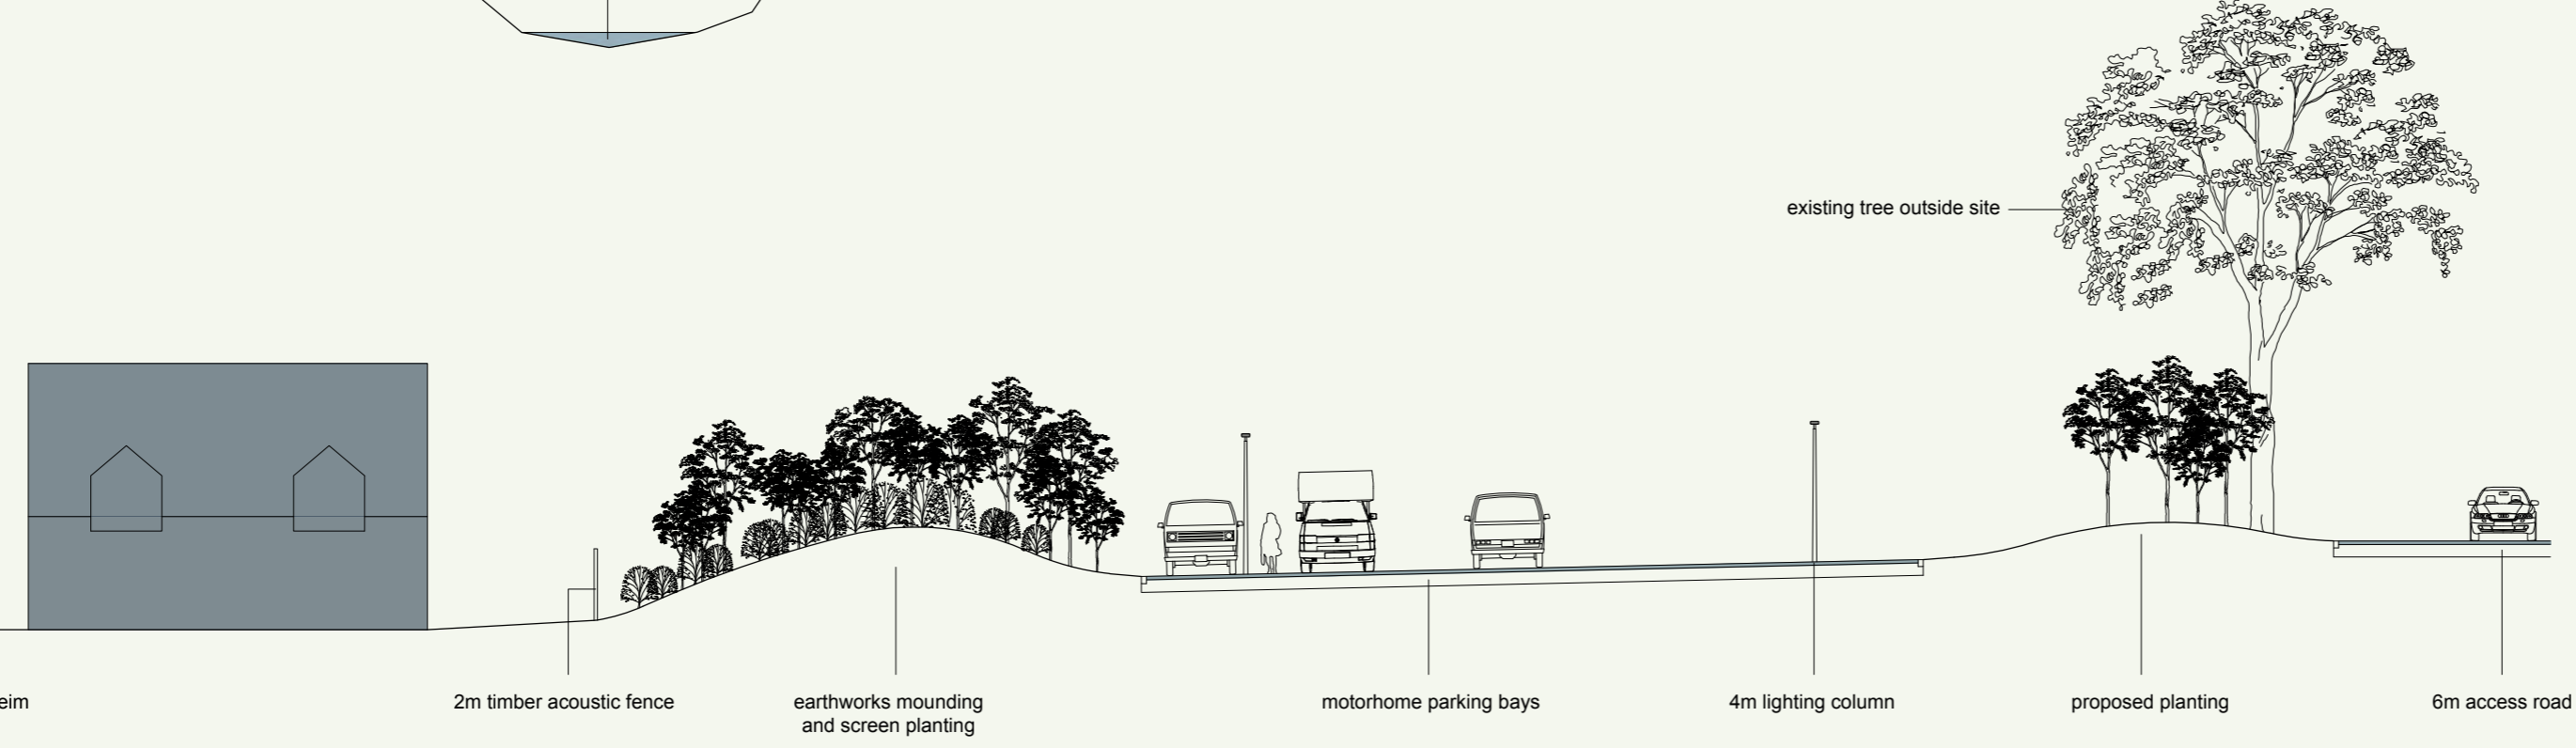 existing tree outside site
eim
2m timber acoustic fence
earthworks mounding
and screen planting
motorhome parking bays
4m lighting column
proposed planting
6m access road